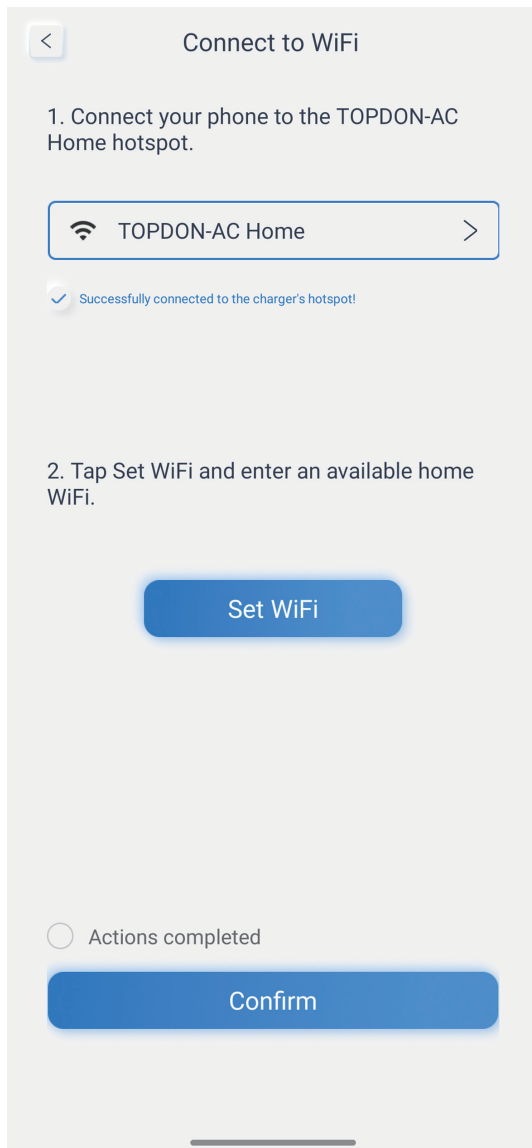 Connect to WiFi
1. Connect your phone to the TOPDON-AC
Home hotspot.
TOPDON-AC Home
Successfully connected to the charger's hotspot!
2. Tap Set WiFi and enter an available home
WiFi.
Set WiFi
Actions completed
Confirm